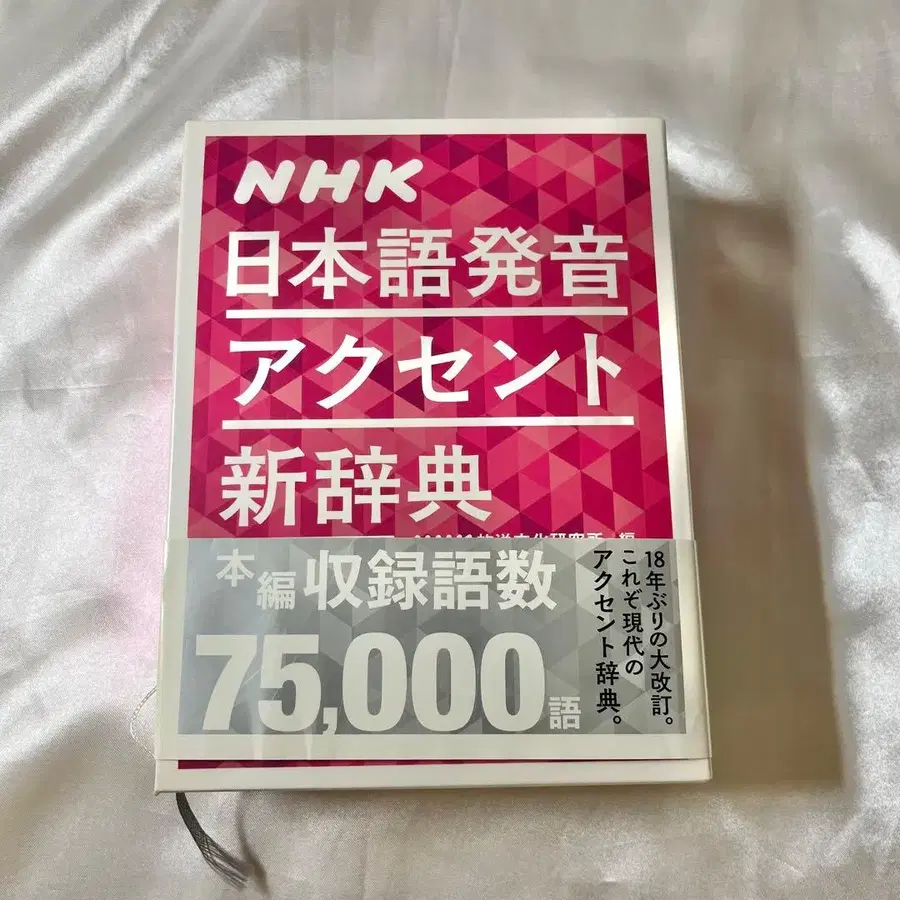 NHK
日本語発音
アクセント
新辞典
編
本編 収録語数
75,000語
18年ぶりの大改訂。
これぞ現代の
アクセント辞典。